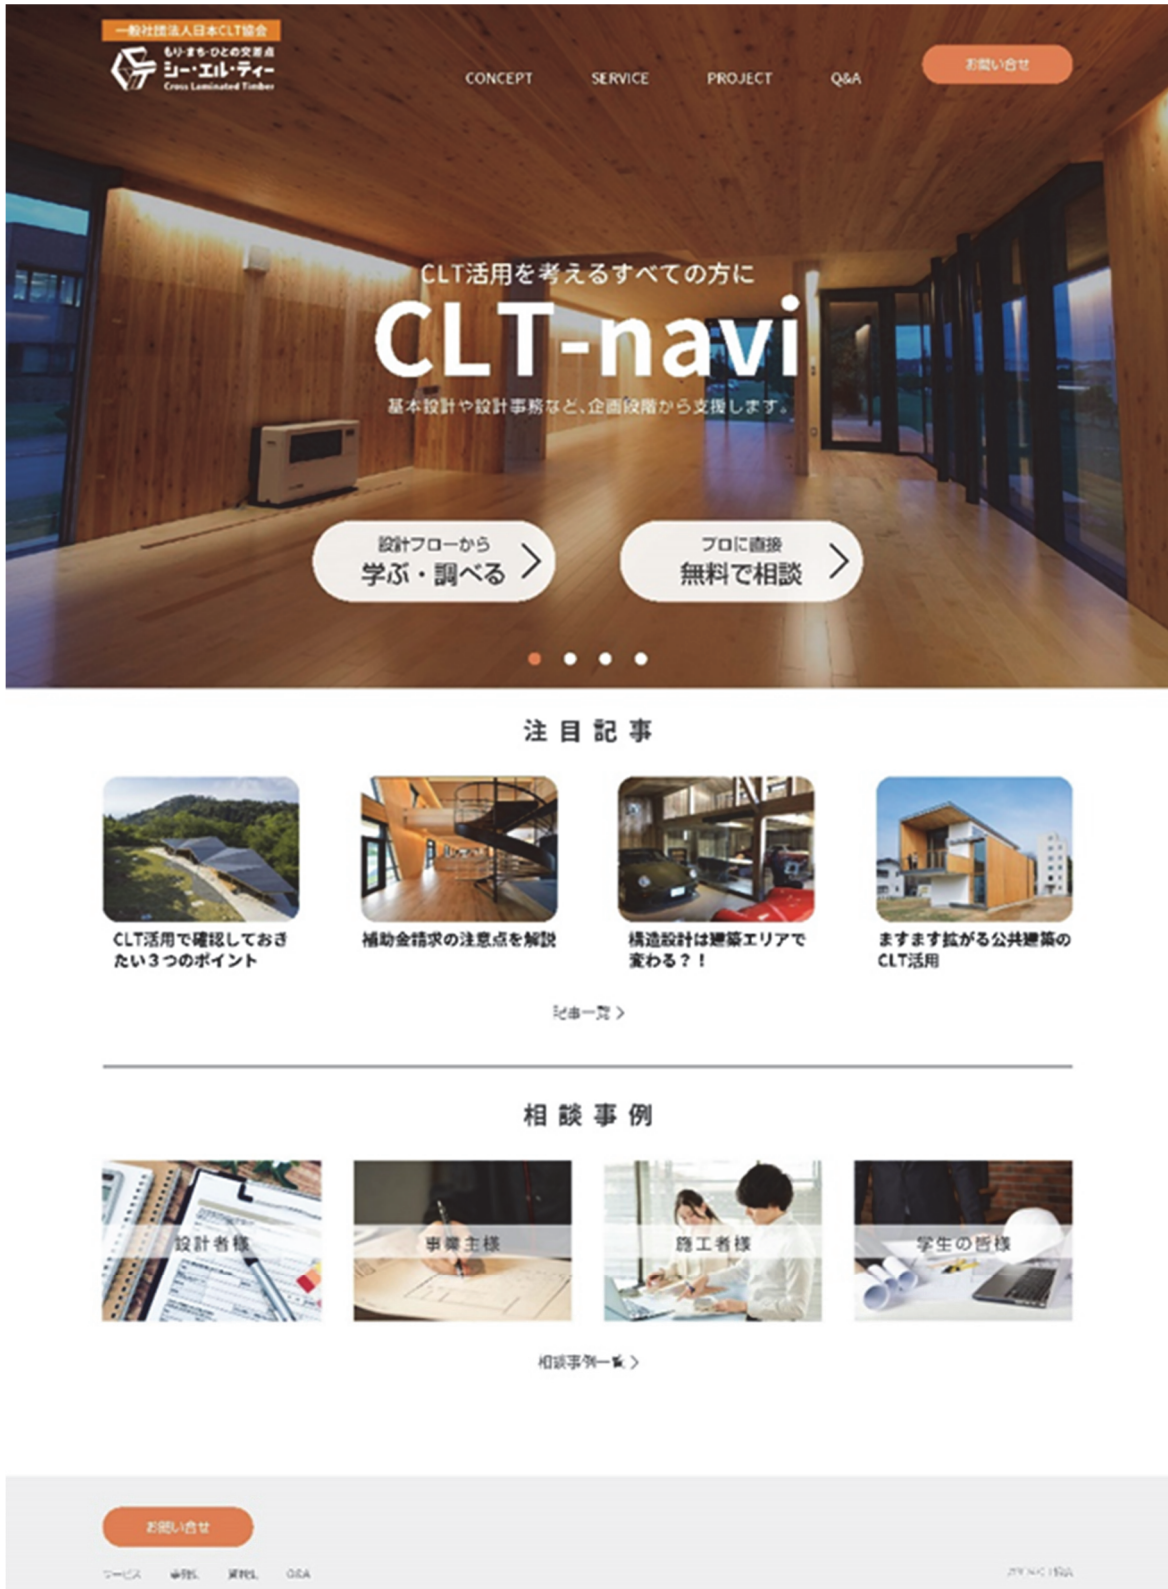 一般社団法人日本CLT協会
もり・まち・ひとの交差点
シー・エル・ティー
Cross Laminated Timber
CONCEPT
SERVICE
PROJECT
Q&A
お問い合せ
CLT活用を考えるすべての方に
CLT-navi
基本設計や設計事務など、企画段階から支援します。
設計フローから
学ぶ・調べる
プロに直接
無料で相談
注目記事
CLT活用で確認しておき
たい３つのポイント
補助金請求の注意点を解説
構造設計は建築エリアで
変わる？！
ますます拡がる公共建築の
CLT活用
記事一覧
相談事例
設計者様
事業主様
施工者様
学生の皆様
相談事例一覧
お問い合せ
サービス
Q&A